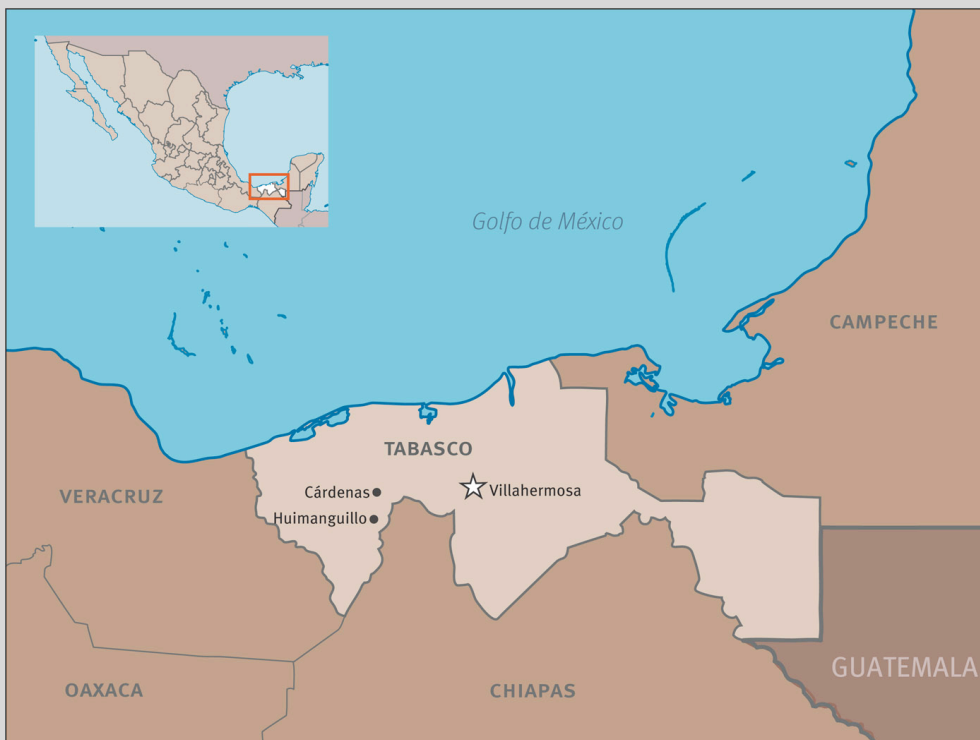 Golfo de México
CAMPECHE
TABASCO
Cárdenas
Villahermosa
VERACRUZ
Huimanguillo
GUATEMALA
OAXACA
CHIAPAS